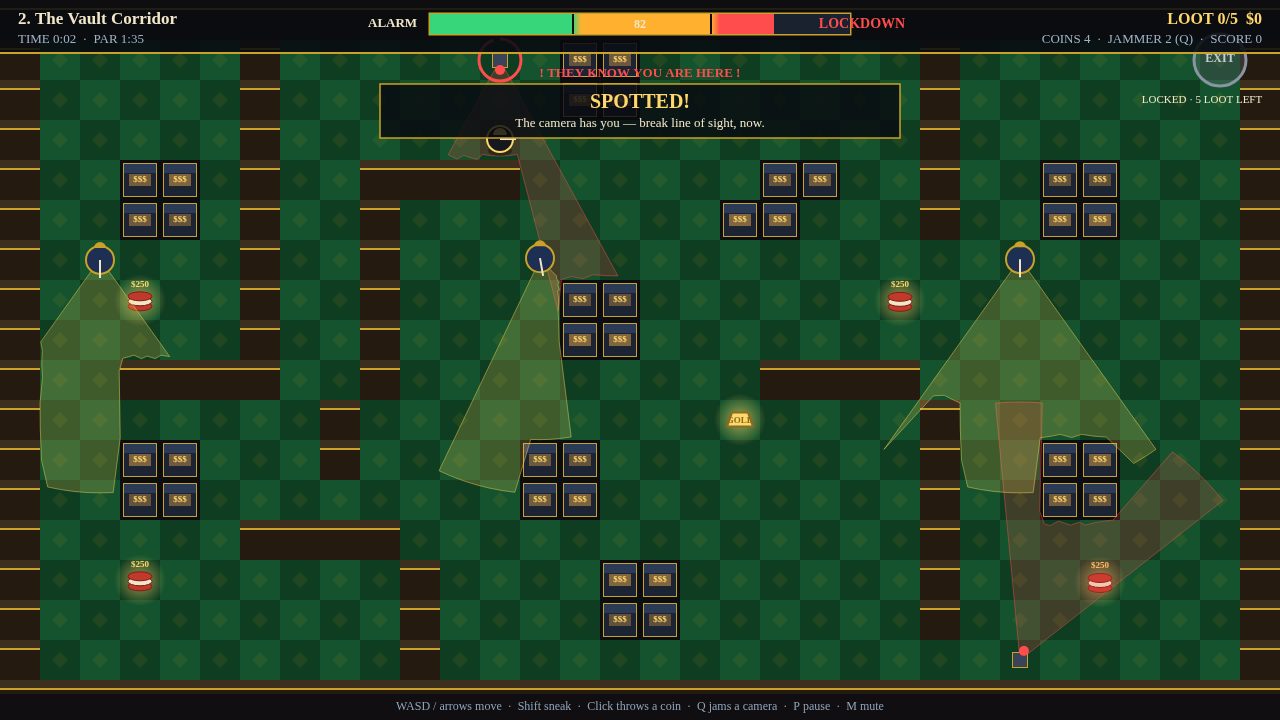 2. The Vault Corridor
TIME 0:02 · PAR 1:35
ALARM
82
LOCKDOWN
LOOT 0/5 $0
COINS 4 · JAMMER 2 (Q) · SCORE 0
EXIT
LOCKED · 5 LOOT LEFT
! THEY KNOW YOU ARE HERE !
SPOTTED!
The camera has you — break line of sight, now.
$$$ $$$
$$$ $$$
$$$ $$$
$$$ $$$
$$$ $$$
$$$ $$$
$$$ $$$
$$$ $$$
$250
$250
$$$ $$$
$$$ $$$
GOLD
$$$ $$$
$$$ $$$
$$$ $$$
$$$ $$$
$$$ $$$
$$$ $$$
$250
$250
$$$ $$$
$$$ $$$
WASD / arrows move · Shift sneak · Click throws a coin · Q jams a camera · P pause · M mute